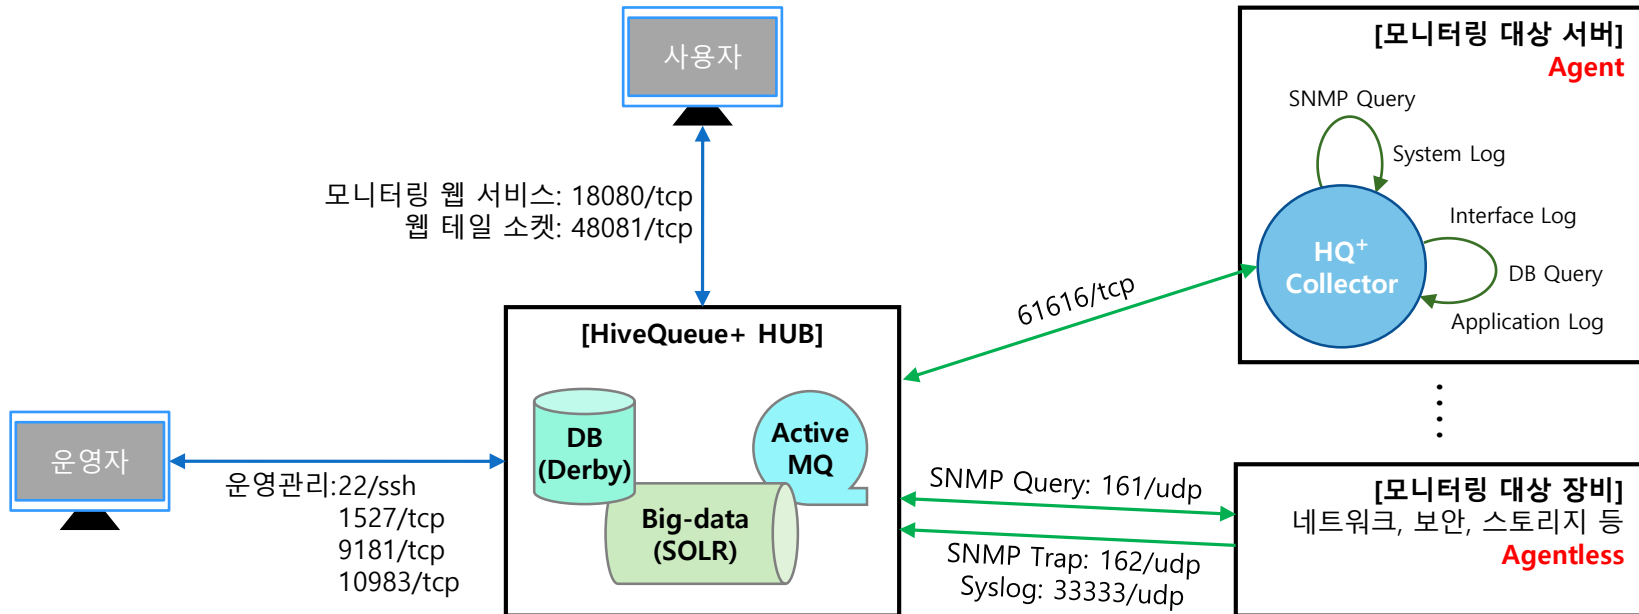 사용자
모니터링 웹 서비스: 18080/tcp
웹 테일 소켓: 48081/tcp
[모니터링 대상 서버]
Agent
SNMP Query
System Log
Interface Log
DB Query
Application Log
HQ+
Collector
61616/tcp
[HiveQueue+ HUB]
DB
(Derby)
Active
MQ
Big-data
(SOLR)
운영자
운영관리:22/ssh
1527/tcp
9181/tcp
10983/tcp
SNMP Query: 161/udp
SNMP Trap: 162/udp
Syslog: 33333/udp
[모니터링 대상 장비]
네트워크, 보안, 스토리지 등
Agentless